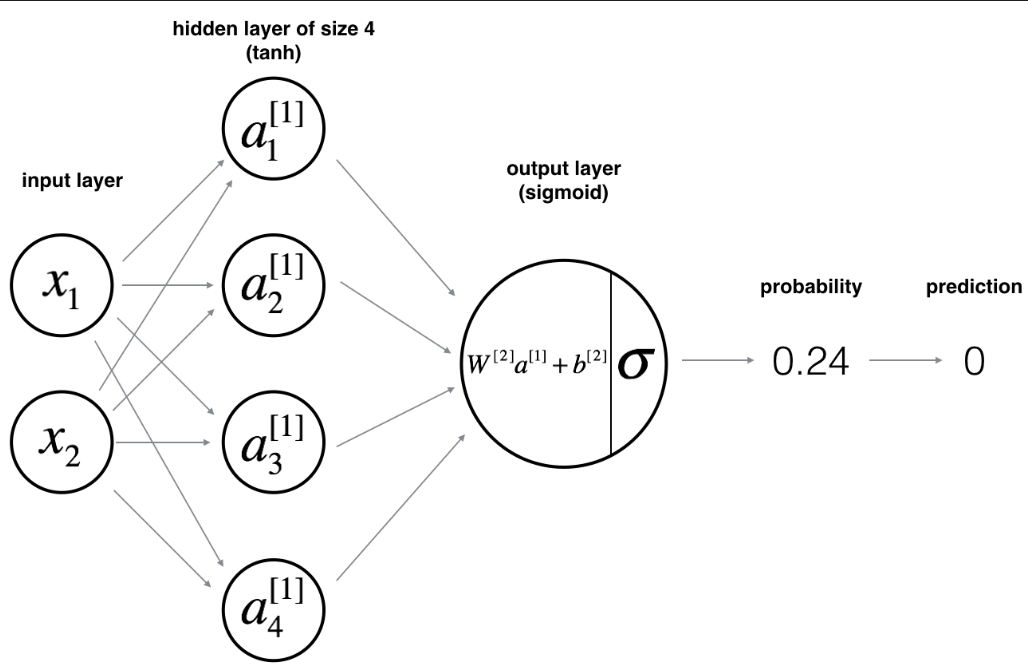 hidden layer of size 4
(tanh)
a₁^[1]
input layer
output layer
(sigmoid)
x₁
a₂^[1]
probability
prediction
W^[2]a^[1] + b^[2]
σ
0.24
0
x₂
a₃^[1]
a₄^[1]